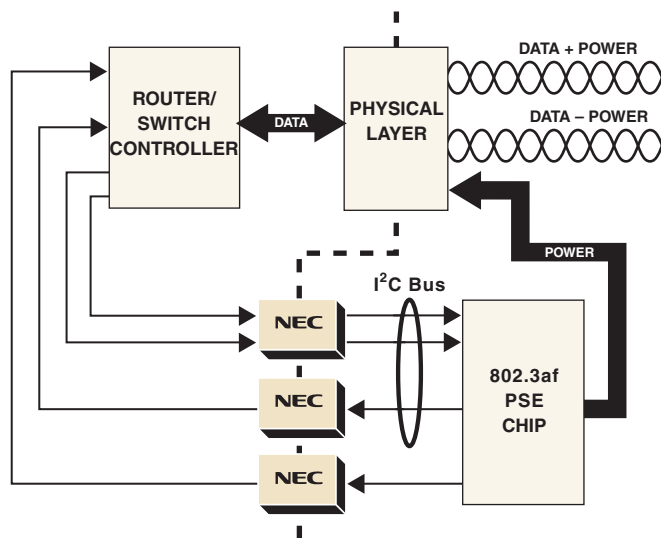 ROUTER/
SWITCH
CONTROLLER
DATA
PHYSICAL
LAYER
DATA + POWER
DATA – POWER
POWER
I²C Bus
NEC
NEC
NEC
802.3af
PSE
CHIP